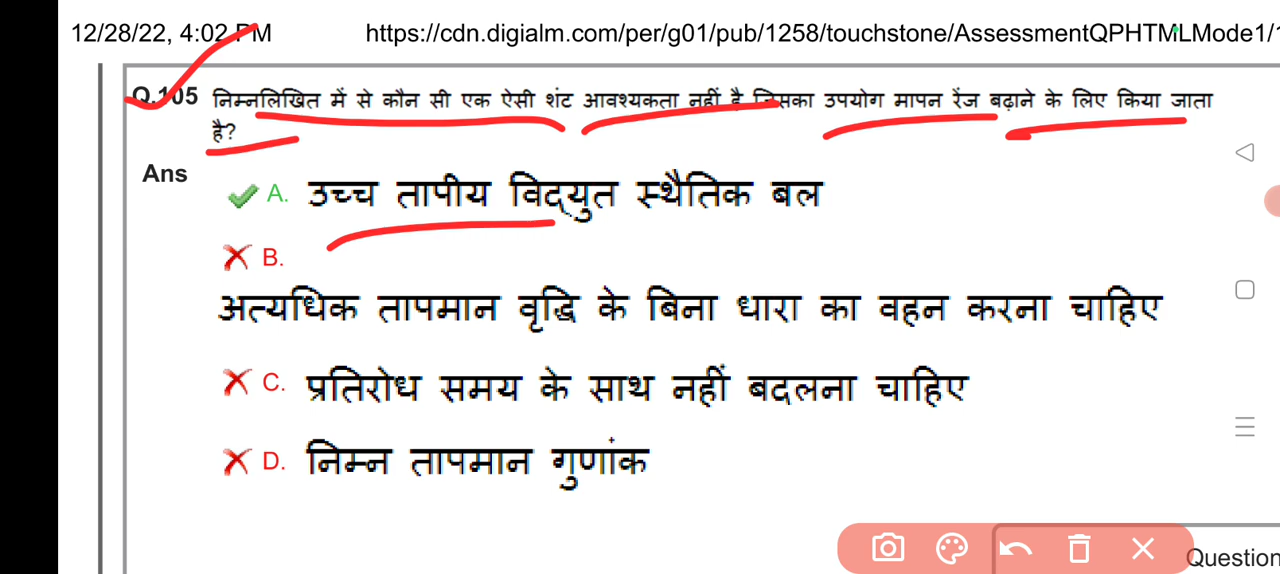 12/28/22, 4:02 PM https://cdn.digialm.com/per/g01/pub/1258/touchstone/AssessmentQPHTMLMode1/
Q.105 निम्नलिखित में से कौन सी एक ऐसी शंट आवश्यकता नहीं है जिसका उपयोग मापन रेंज बढ़ाने के लिए किया जाता
है?
Ans
A. उच्च तापीय विद्युत स्थैतिक बल
B.
अत्यधिक तापमान वृद्धि के बिना धारा का वहन करना चाहिए
C. प्रतिरोध समय के साथ नहीं बदलना चाहिए
D. निम्न तापमान गुणांक
Question